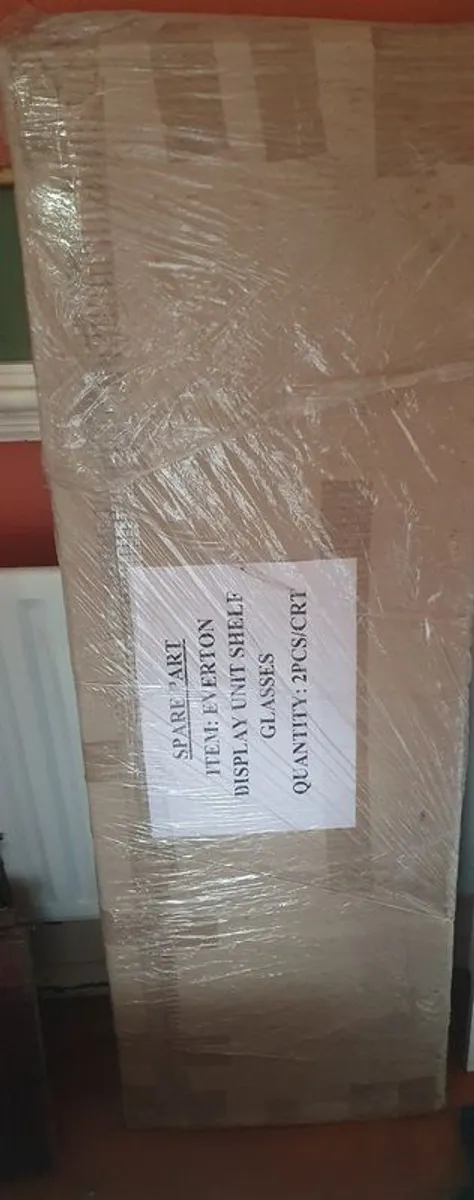 SPARE PART
ITEM: EVERTON
DISPLAY UNIT SHELF
GLASSES
QUANTITY: 2PCS/CRT